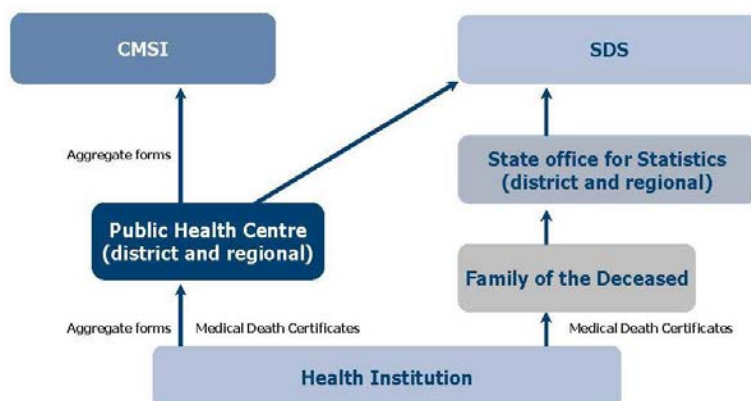 CMSI
SDS
Aggregate forms
State office for Statistics
(district and regional)
Public Health Centre
(district and regional)
Family of the Deceased
Aggregate forms
Medical Death Certificates
Medical Death Certificates
Health Institution